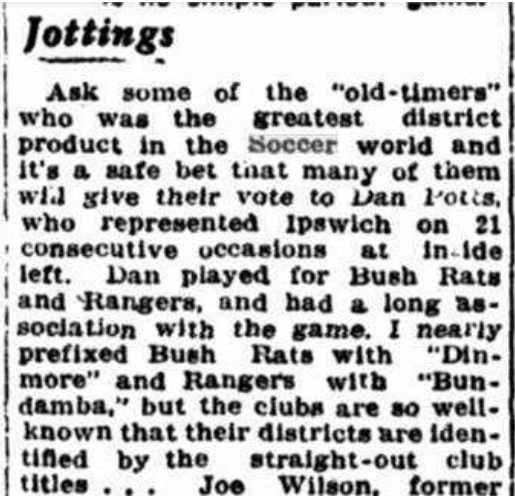 Jottings
Ask some of the "old-timers"
who was the greatest district
product in the Soccer world and
it's a safe bet that many of them
will give their vote to Dan Potts,
who represented Ipswich on 21
consecutive occasions at inside
left. Dan played for Bush Rats
and Rangers, and had a long as-
sociation with the game. I nearly
prefixed Bush Rats with "Din-
more" and Rangers with "Bun-
damba," but the clubs are so well-
known that their districts are iden-
tified by the straight-out club
titles . . . Joe Wilson, former